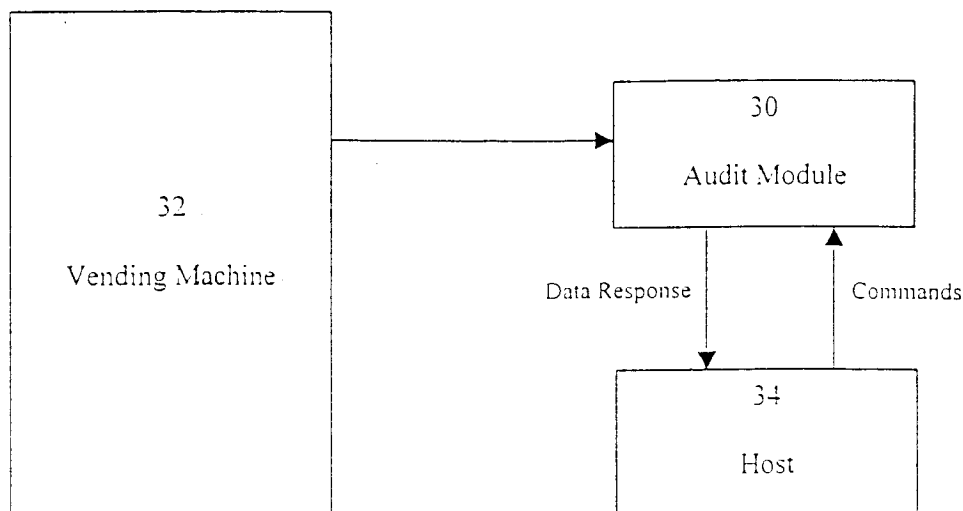 30
Audit Module
32
Vending Machine
Data Response
Commands
34
Host